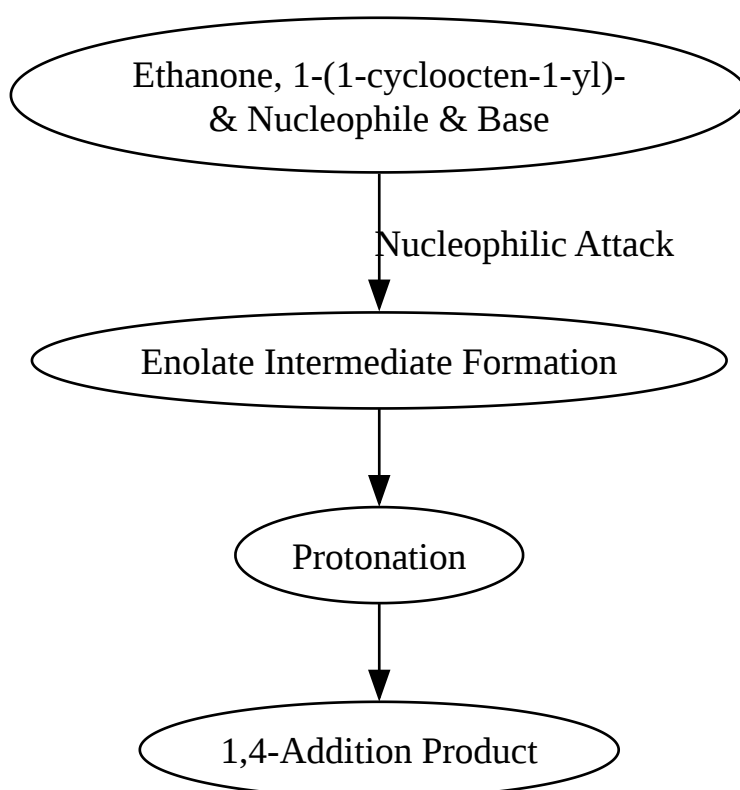 Ethanone, 1-(1-cycloocten-1-yl)-
& Nucleophile & Base
Nucleophilic Attack
Enolate Intermediate Formation
Protonation
1,4-Addition Product